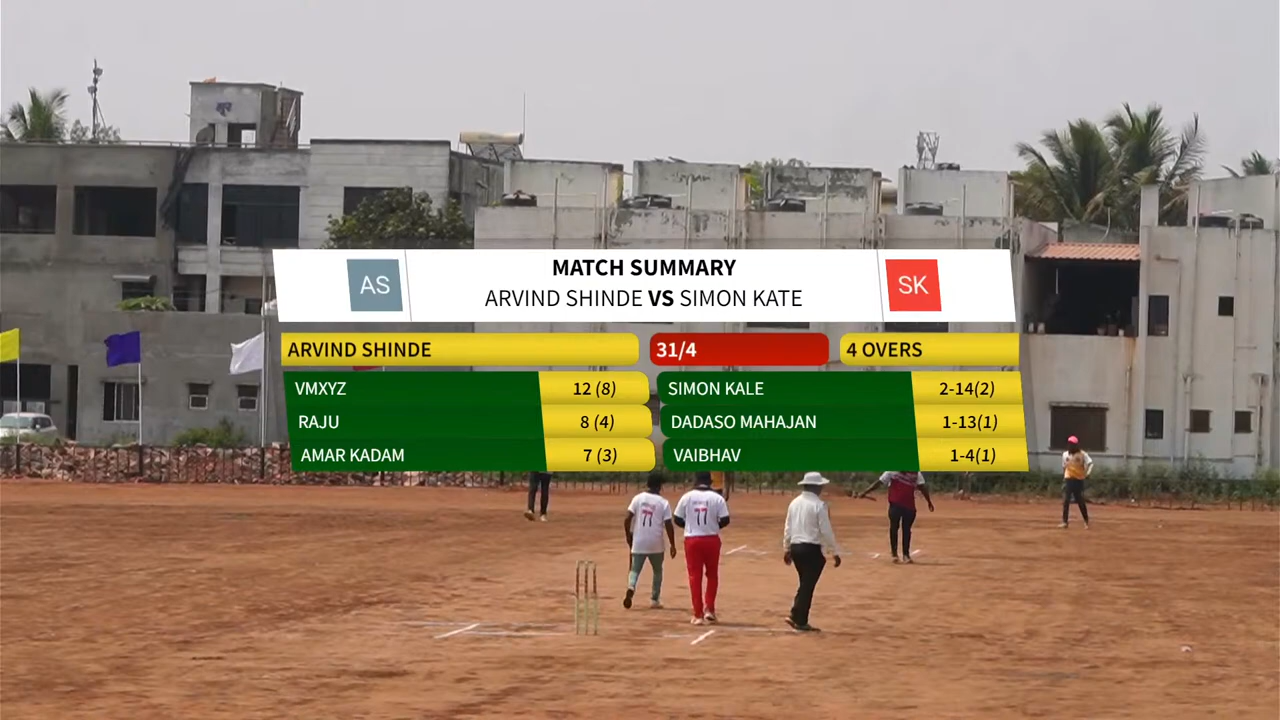 MATCH SUMMARY
AS
ARVIND SHINDE VS SIMON KATE
SK
ARVIND SHINDE 31/4 4 OVERS
VMXYZ 12 (8) SIMON KALE 2-14(2)
RAJU 8 (4) DADASO MAHAJAN 1-13(1)
AMAR KADAM 7 (3) VAIBHAV 1-4(1)
77
77